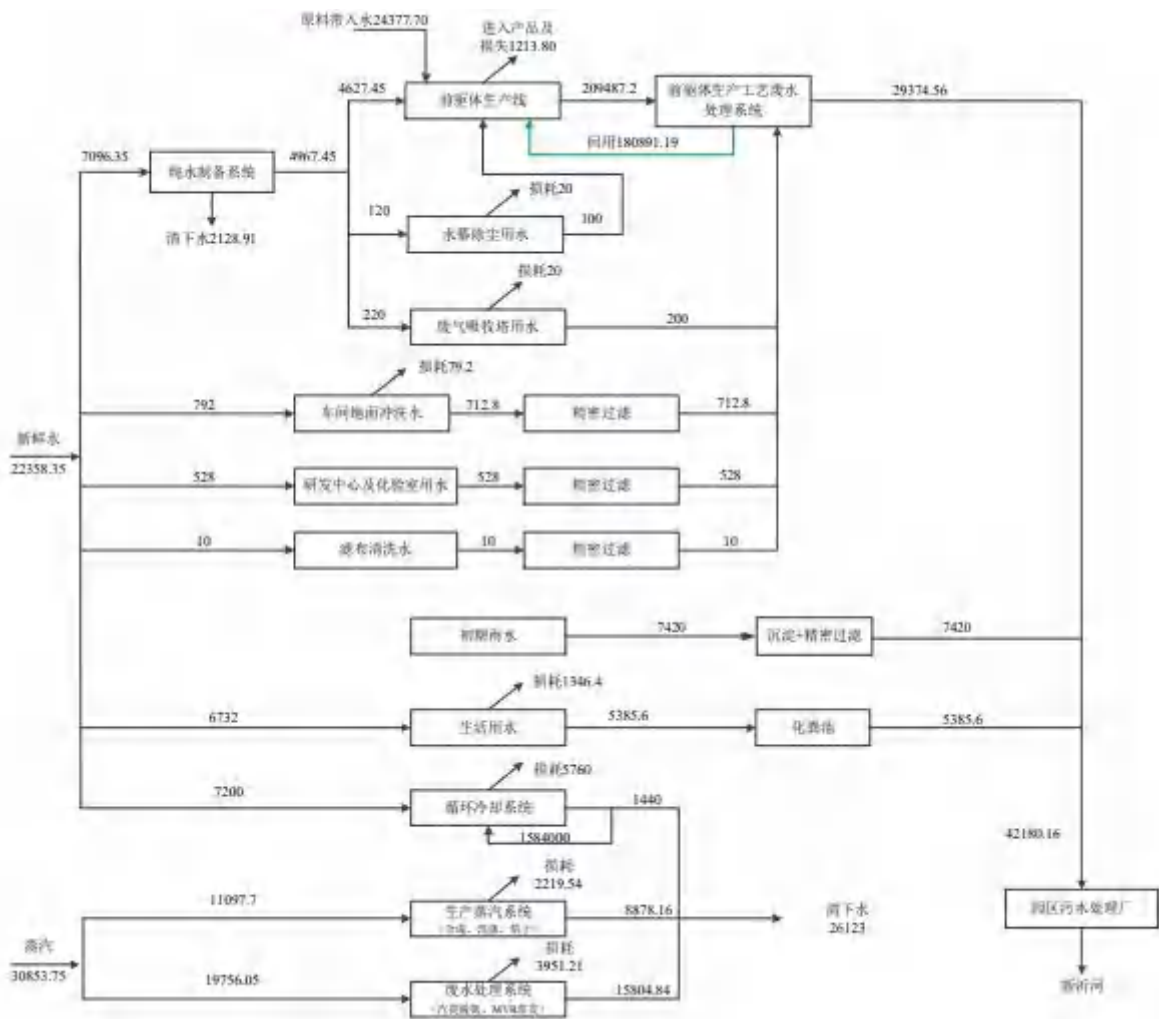 原料带入水24377.70
进入产品及
损失1213.80
4627.45
前驱体生产线
209487.2
前驱体生产工艺废水
处理系统
29374.56
回用180891.19
7096.35
纯水制备系统
4967.45
清下水2128.91
损耗20
120
水幕除尘用水
100
损耗20
220
废气吸收塔用水
200
损耗79.2
792
车间地面冲洗水
712.8
精密过滤
712.8
新鲜水
22358.35
528
研发中心及化验室用水
528
精密过滤
528
10
滤布清洗水
10
精密过滤
10
初期雨水
7420
沉淀+精密过滤
7420
损耗1346.4
6732
生活用水
5385.6
化粪池
5385.6
损耗5760
7200
循环冷却系统
1440
1584000
42180.16
损耗
2219.54
11097.7
生产蒸汽系统
8878.16
清下水
26123
园区污水处理厂
蒸汽
30853.75
损耗
3951.21
19756.05
废水处理系统
15804.84
新沂河